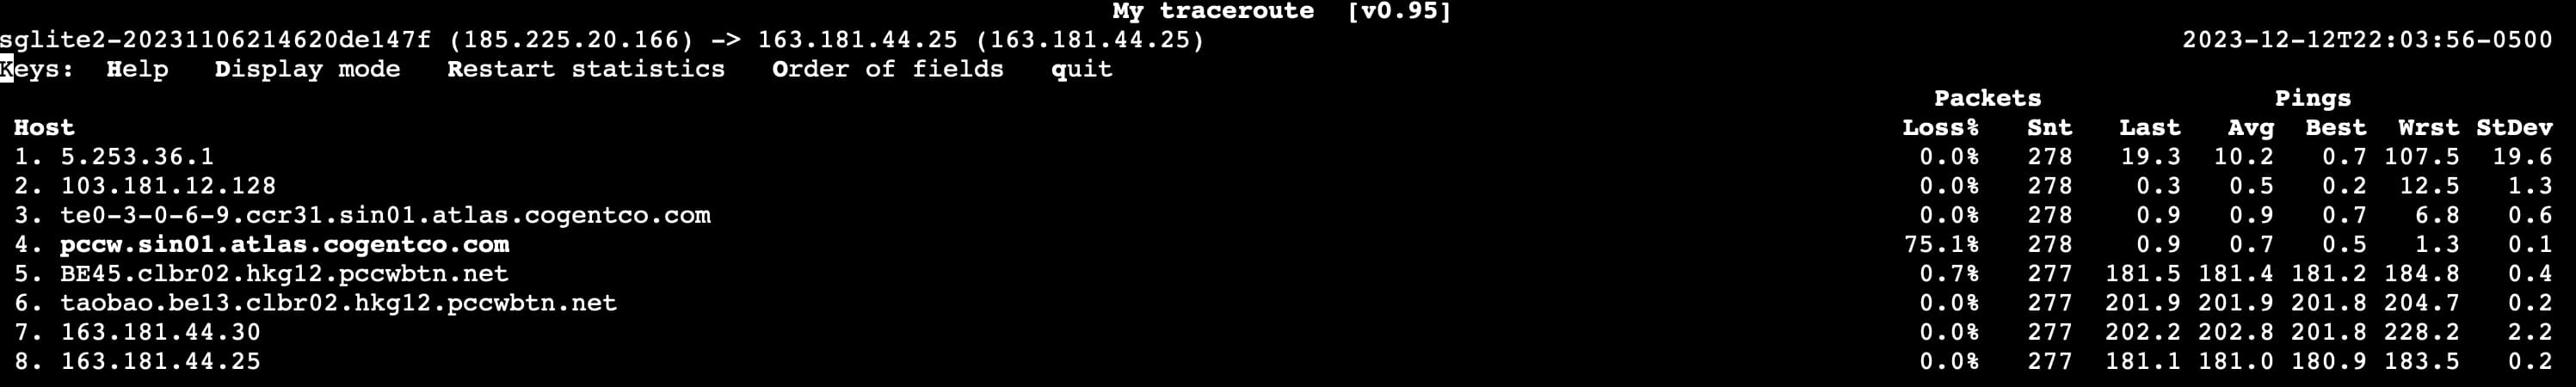 My traceroute [v0.95]
sglite2-20231106214620de147f (185.225.20.166) -> 163.181.44.25 (163.181.44.25) 2023-12-12T22:03:56-0500
Keys: Help Display mode Restart statistics Order of fields quit
Packets Pings
Host Loss% Snt Last Avg Best Wrst StDev
1. 5.253.36.1 0.0% 278 19.3 10.2 0.7 107.5 19.6
2. 103.181.12.128 0.0% 278 0.3 0.5 0.2 12.5 1.3
3. te0-3-0-6-9.ccr31.sin01.atlas.cogentco.com 0.0% 278 0.9 0.9 0.7 6.8 0.6
4. pccw.sin01.atlas.cogentco.com 75.1% 278 0.9 0.7 0.5 1.3 0.1
5. BE45.clbr02.hkg12.pccwbtn.net 0.7% 277 181.5 181.4 181.2 184.8 0.4
6. taobao.be13.clbr02.hkg12.pccwbtn.net 0.0% 277 201.9 201.9 201.8 204.7 0.2
7. 163.181.44.30 0.0% 277 202.2 202.8 201.8 228.2 2.2
8. 163.181.44.25 0.0% 277 181.1 181.0 180.9 183.5 0.2